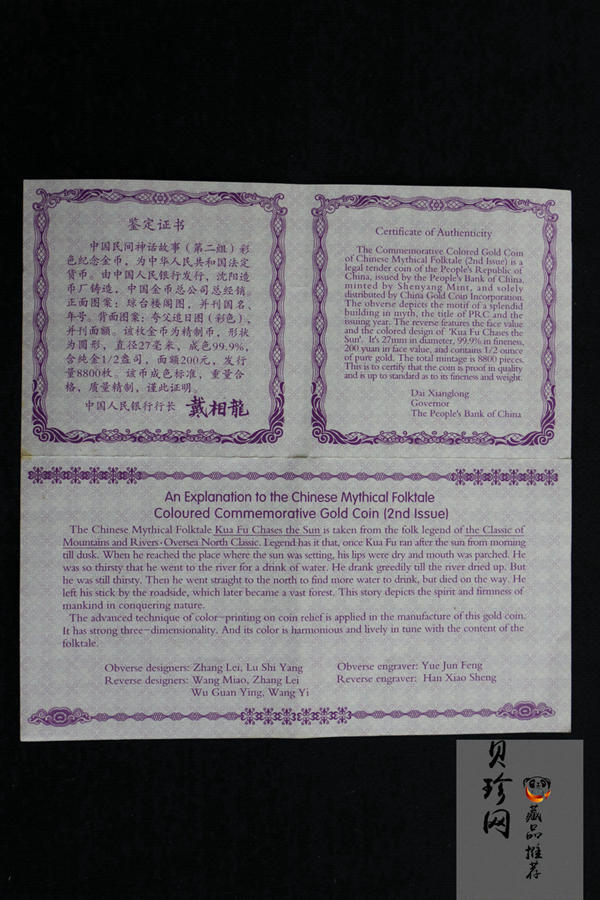 鉴定证书
中国民间神话故事（第二组）彩
色纪念金币，为中华人民共和国法定
货币。由中国人民银行发行，沈阳造
币厂铸造，中国金币总公司总经销。
正面图案：琼台楼阁图，并刊国名、
年号。背面图案：夸父追日图（彩色），
并刊面额。该枚金币为精制币，形状
为圆形，直径27毫米，成色99.9%，
含纯金1/2盎司，面额200元，发行
量8800枚。该币成色标准，重量合
格，质量精制，谨此证明。
中国人民银行行长 戴相龍
Certificate of Authenticity
The Commemorative Colored Gold Coin
of Chinese Mythical Folktale (2nd Issue) is a
legal tender coin of the People's Republic of
China, issued by the People's Bank of China,
minted by Shenyang Mint, and solely
distributed by China Gold Coin Incorporation.
The obverse depicts the motif of a splendid
building in myth, the title of PRC and the
issuing year. The reverse features the face value
and the colored design of 'Kua Fu Chases the
Sun'. It's 27mm in diameter, 99.9% in fineness,
200 yuan in face value, and contains 1/2 ounce
of pure gold. The total mintage is 8800 pieces.
This is to certify that the coin is proof in quality
and is up to standard as to its fineness and weight.
Dai Xianglong
Governor
The People's Bank of China
An Explanation to the Chinese Mythical Folktale
Coloured Commemorative Gold Coin (2nd Issue)
The Chinese Mythical Folktale Kua Fu Chases the Sun is taken from the folk legend of the Classic of
Mountains and Rivers·Oversea North Classic. Legend has it that, once Kua Fu ran after the sun from morning
till dusk. When he reached the place where the sun was setting, his lips were dry and mouth was parched. He
was so thirsty that he went to the river for a drink of water. He drank greedily till the river dried up. But
he was still thirsty. Then he went straight to the north to find more water to drink, but died on the way. He
left his stick by the roadside, which later became a vast forest. This story depicts the spirit and firmness of
mankind in conquering nature.
The advanced technique of color-printing on coin relief is applied in the manufacture of this gold coin.
It has strong three-dimensionality. And its color is harmonious and lively in tune with the content of the
folktale.
Obverse designers: Zhang Lei, Lu Shi Yang
Obverse engraver: Yue Jun Feng
Reverse designers: Wang Miao, Zhang Lei
Reverse engraver: Han Xiao Sheng
Wu Guan Ying, Wang Yi
贝珍网
藏品推荐